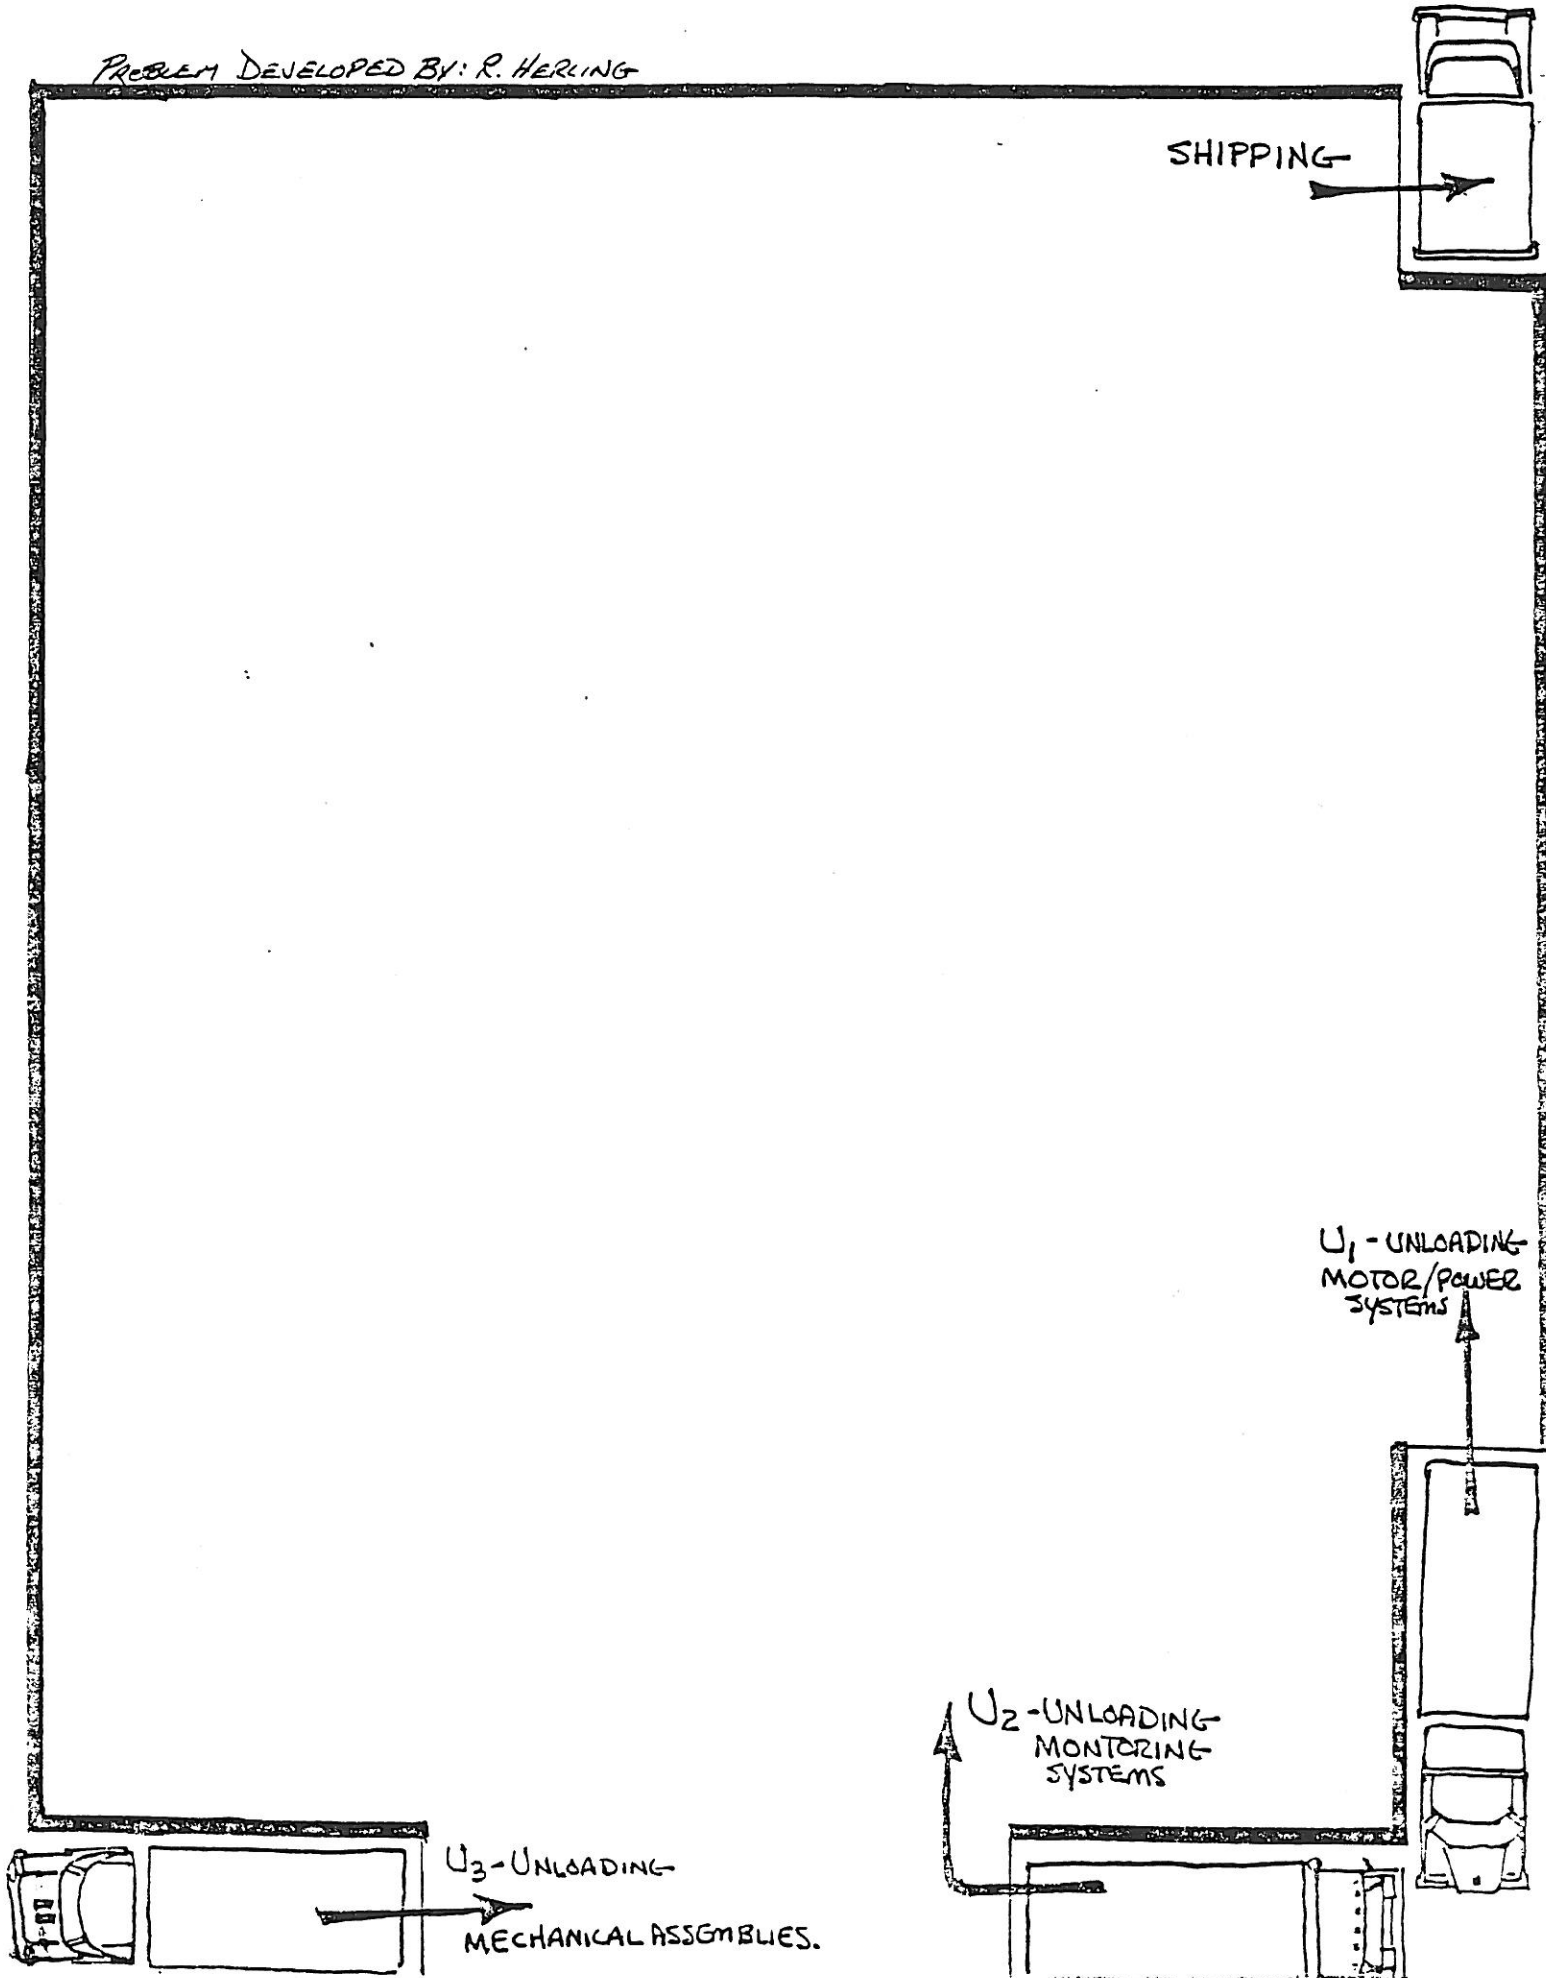 PROBLEM DEVELOPED BY: R. HERLING
SHIPPING
U1 - UNLOADING
MOTOR/POWER
SYSTEMS
U2 - UNLOADING
MONTORING
SYSTEMS
U3 - UNLOADING
MECHANICAL ASSEMBLIES.